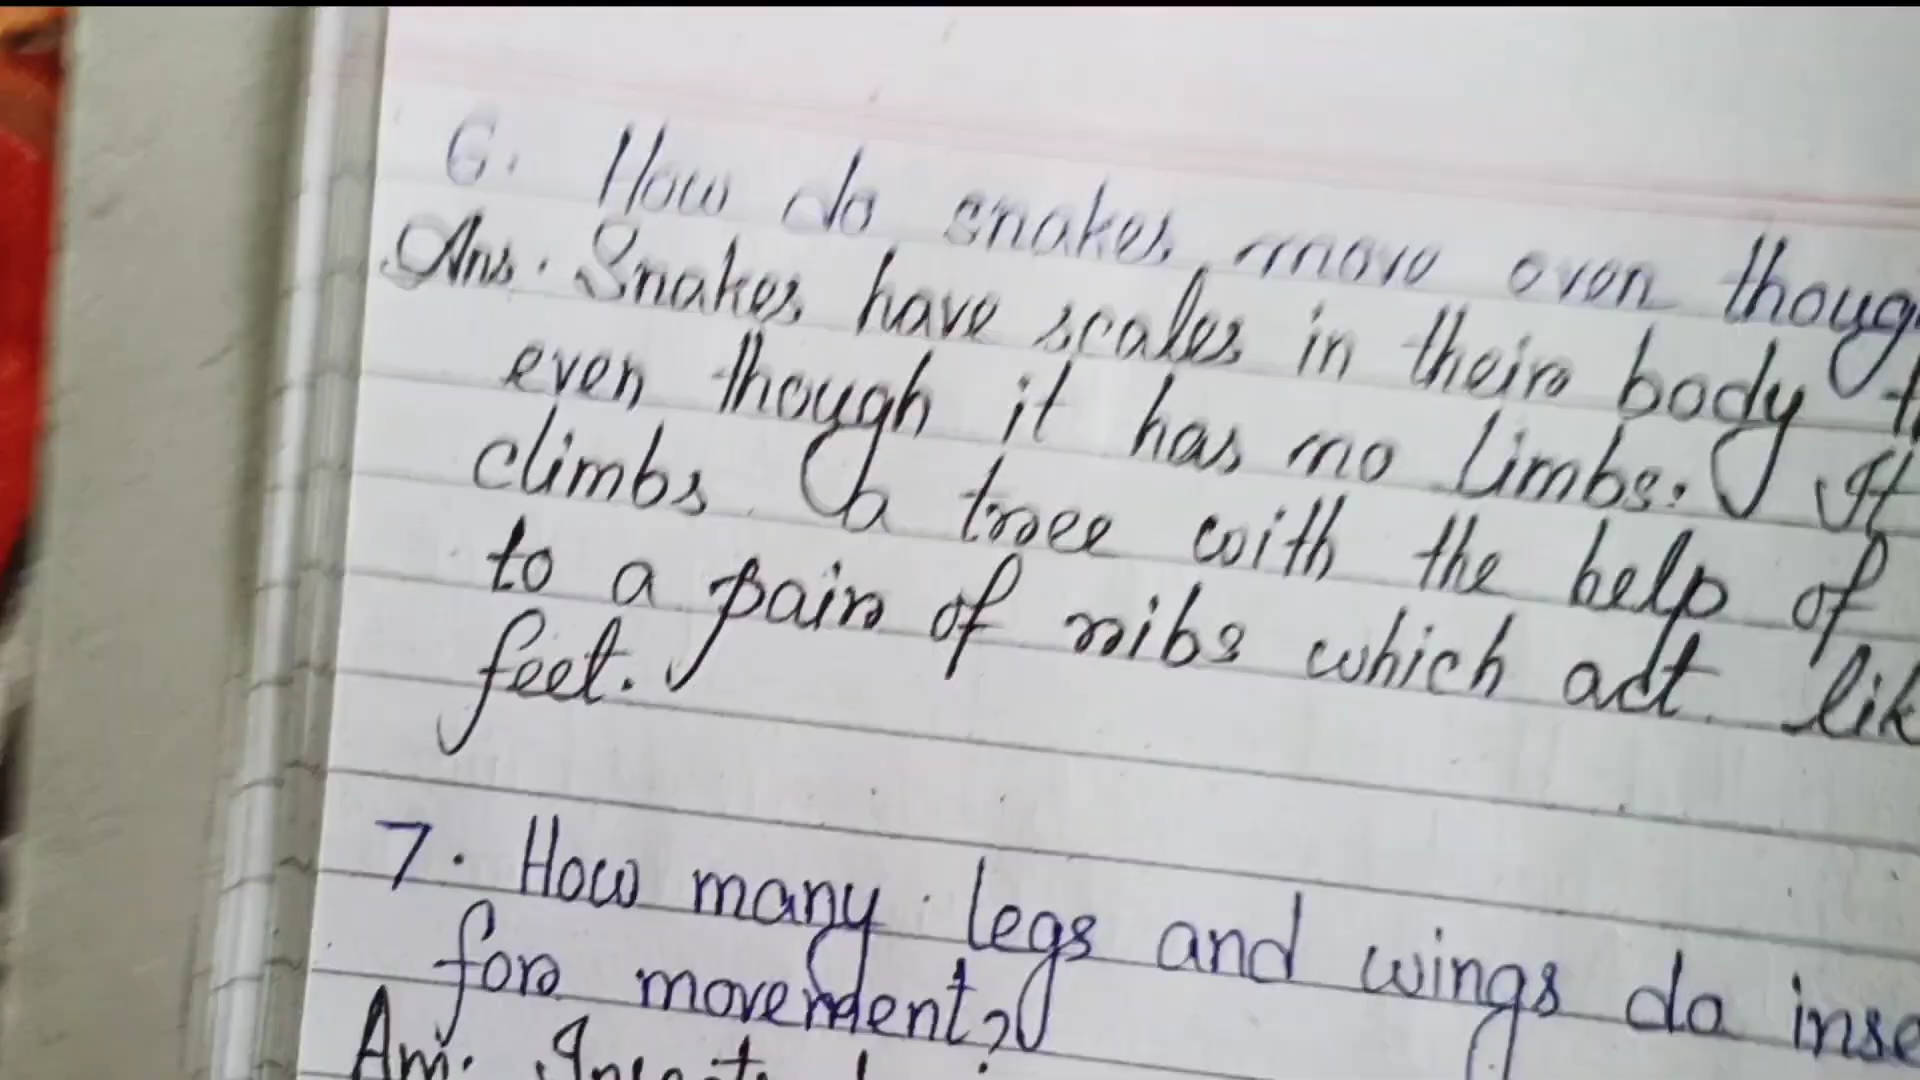 6. How do snakes move even thoug
Ans. Snakes have scales in their body
even though it has no limbs. It
climbs a tree with the help of
to a pair of ribs which act lik
feet.
7. How many legs and wings do inse
for movement?
Ans.